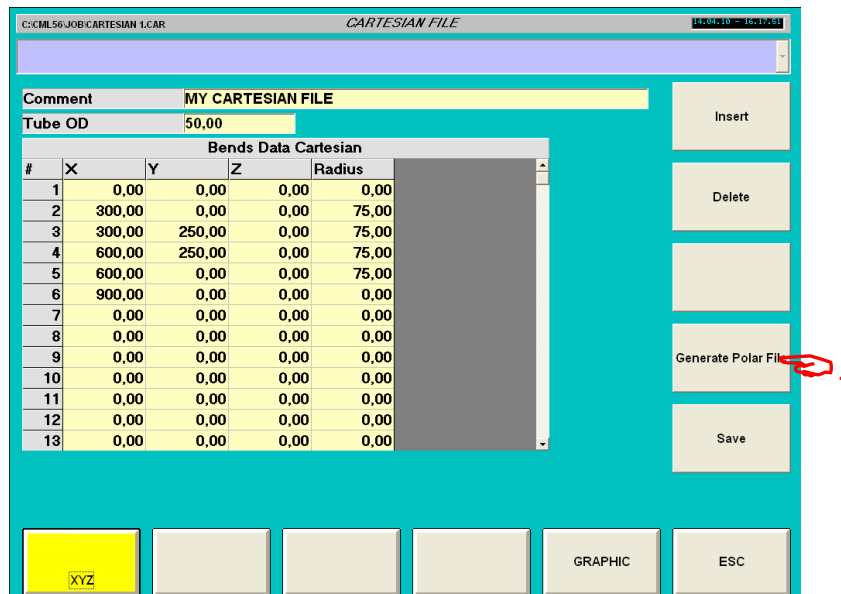 C:\CML56\JOB\CARTESIAN 1.CAR CARTESIAN FILE 14.04.10 - 16.17.51
Comment MY CARTESIAN FILE
Tube OD 50,00
Bends Data Cartesian
# X Y Z Radius
1 0,00 0,00 0,00 0,00
2 300,00 0,00 0,00 75,00
3 300,00 250,00 0,00 75,00
4 600,00 250,00 0,00 75,00
5 600,00 0,00 0,00 75,00
6 900,00 0,00 0,00 0,00
7 0,00 0,00 0,00 0,00
8 0,00 0,00 0,00 0,00
9 0,00 0,00 0,00 0,00
10 0,00 0,00 0,00 0,00
11 0,00 0,00 0,00 0,00
12 0,00 0,00 0,00 0,00
13 0,00 0,00 0,00 0,00
Insert
Delete
Generate Polar Fil
Save
XYZ
GRAPHIC
ESC